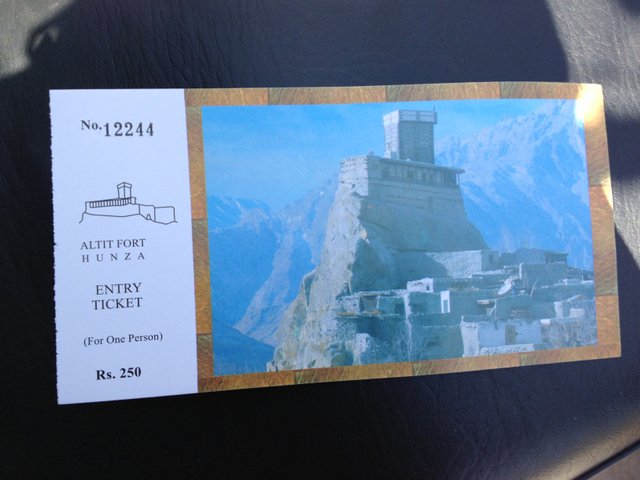 No. 12244
ALTIT FORT
HUNZA
ENTRY
TICKET
(For One Person)
Rs. 250